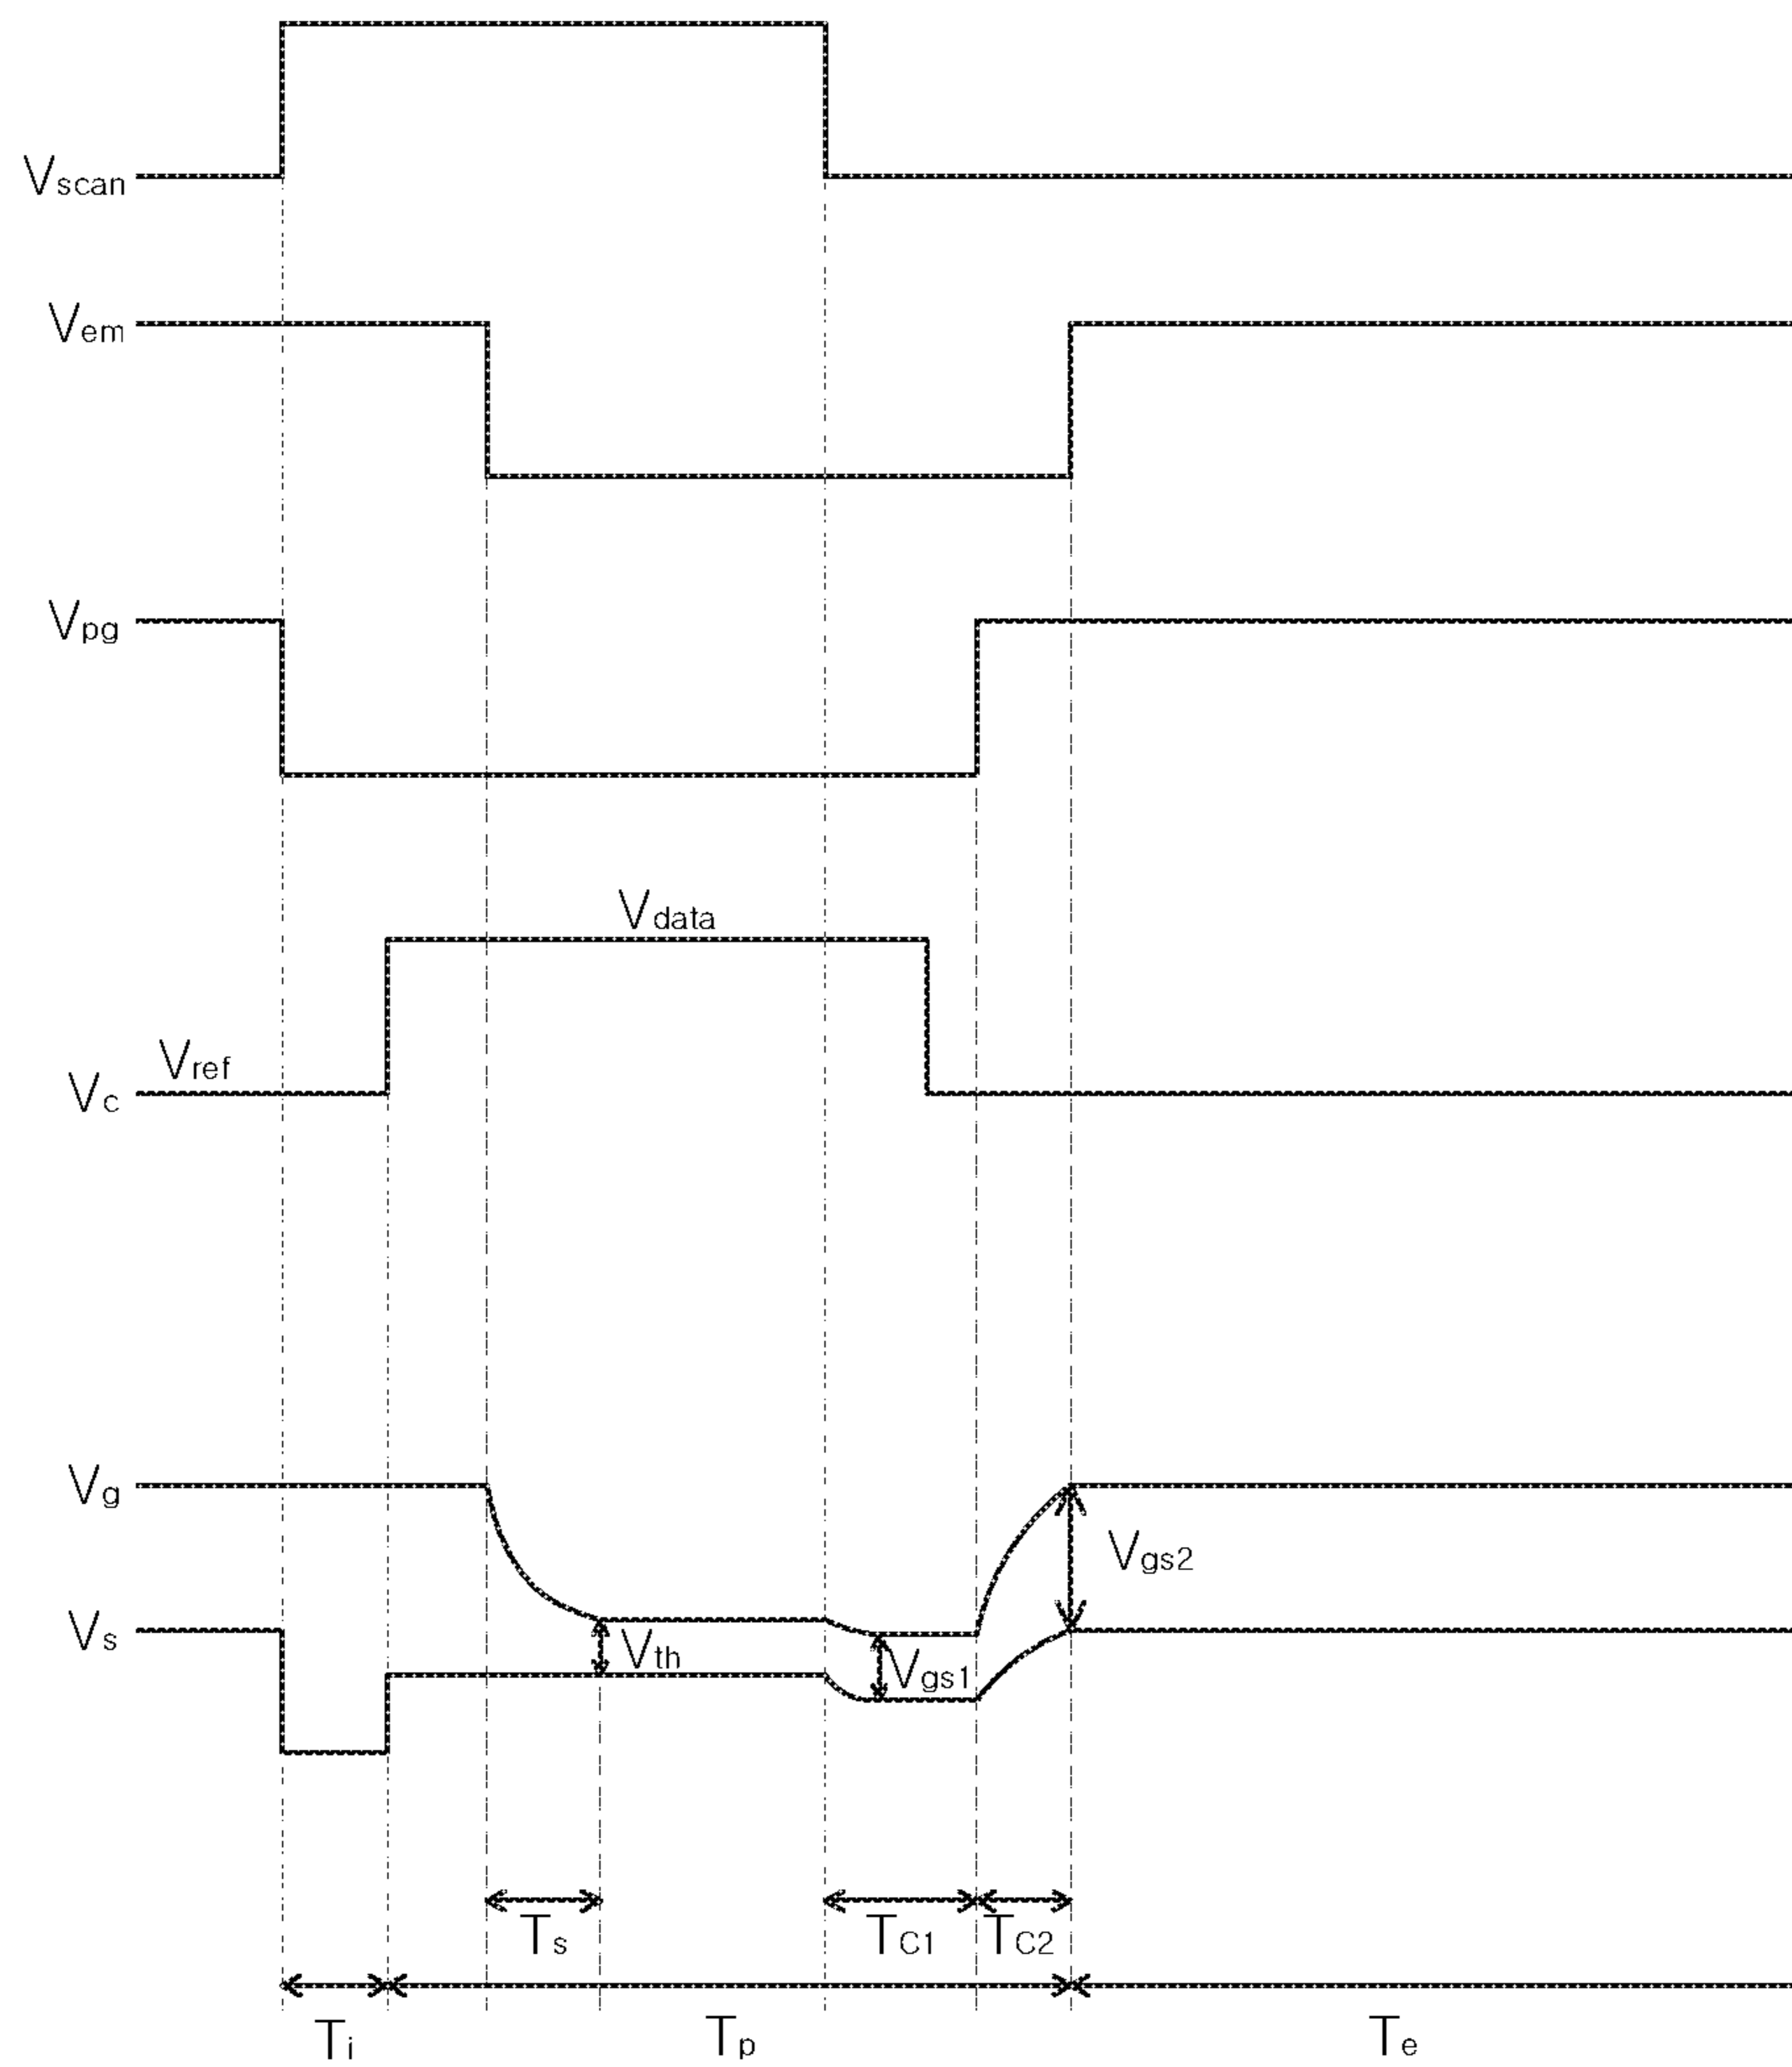 Vscan
Vem
Vpg
Vdata
Vref
Vc
Vg
Vgs2
Vs
Vth
Vgs1
Ts
TC1
TC2
Ti
Tp
Te